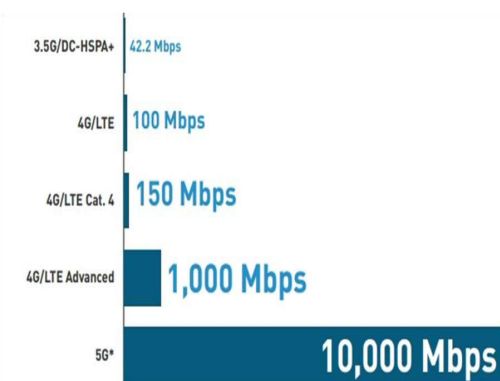 3.5G/DC-HSPA+ 42.2 Mbps
4G/LTE 100 Mbps
4G/LTE Cat. 4 150 Mbps
4G/LTE Advanced 1,000 Mbps
5G* 10,000 Mbps